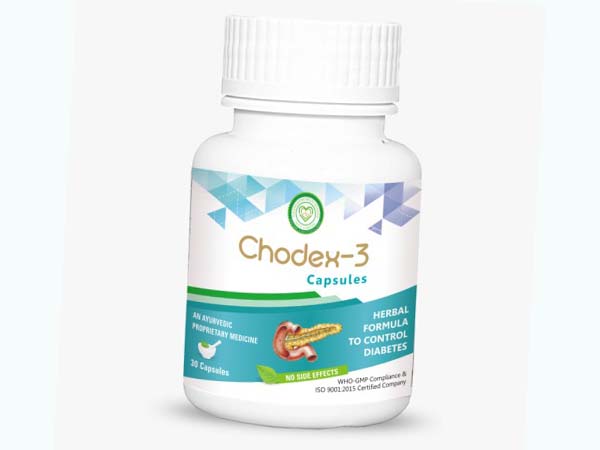 Chodex-3
Capsules
AN AYURVEDIC
PROPRIETARY MEDICINE
30 Capsules
HERBAL
FORMULA
TO CONTROL
DIABETES
NO SIDE EFFECTS
WHO-GMP Compliance &
ISO 9001:2015 Certified Company